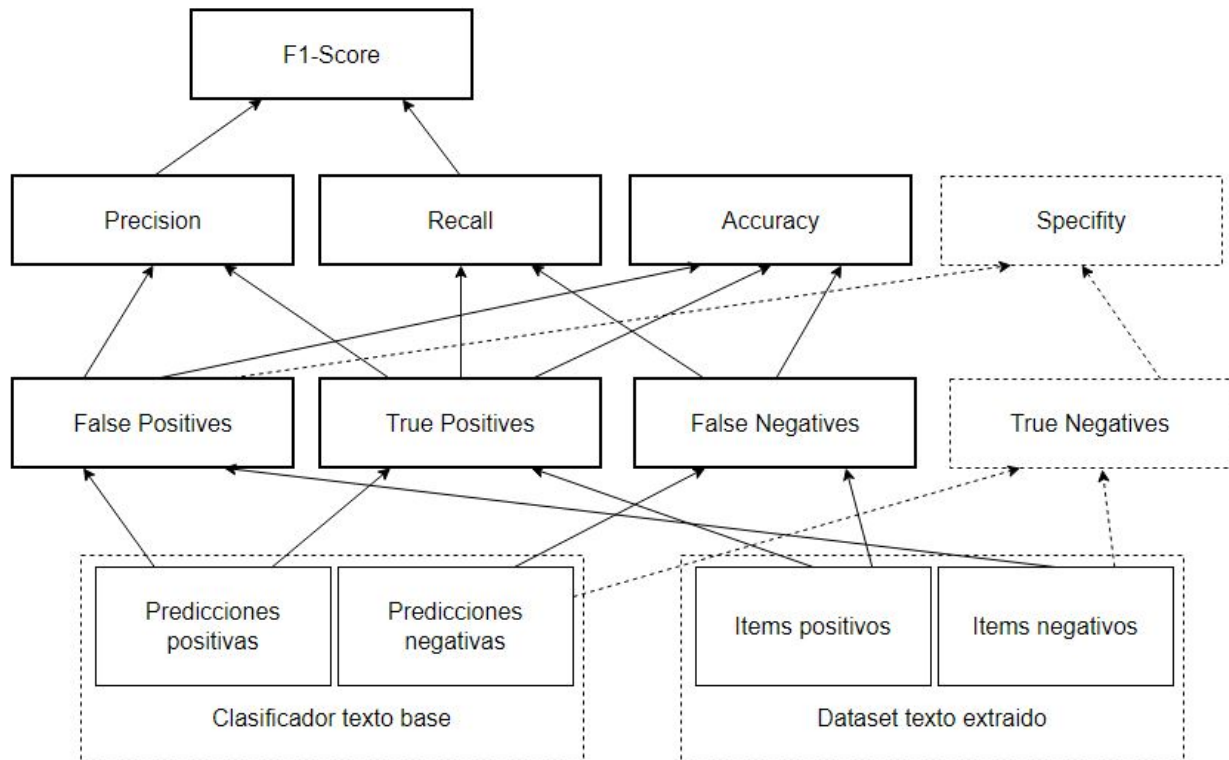 F1-Score
Precision
Recall
Accuracy
Specifity
False Positives
True Positives
False Negatives
True Negatives
Predicciones
positivas
Predicciones
negativas
Items positivos
Items negativos
Clasificador texto base
Dataset texto extraido